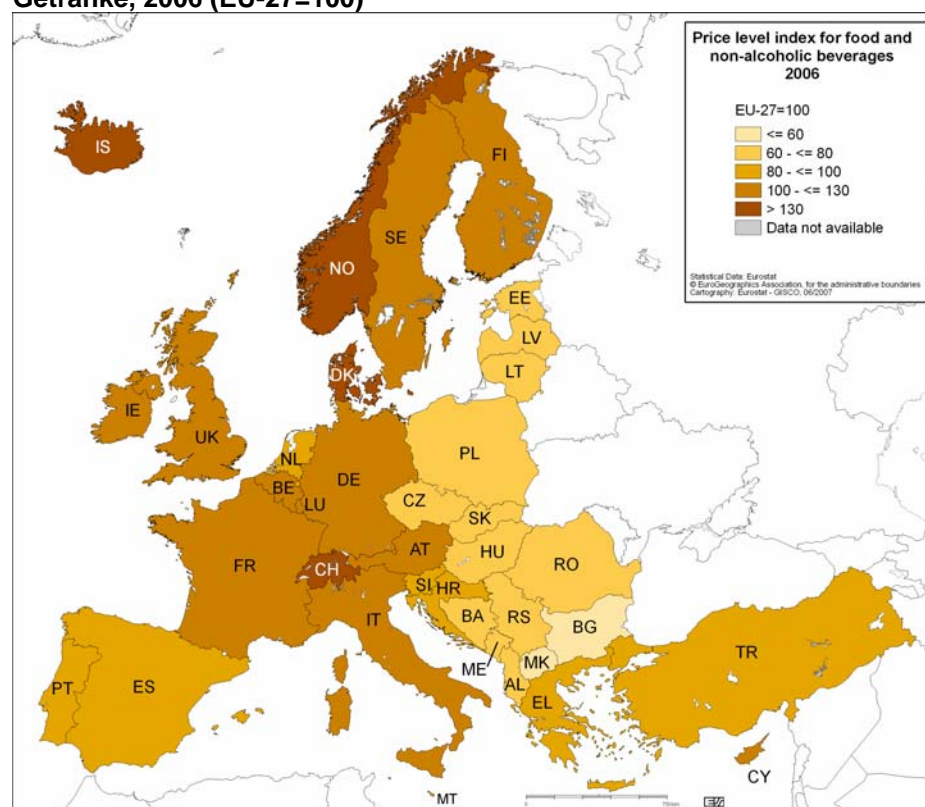 Getränke, 2006 (EU-27=100)
Price level index for food and
non-alcoholic beverages
2006
EU-27=100
<= 60
60 - <= 80
80 - <= 100
100 - <= 130
> 130
Data not available
Statistical Data: Eurostat
© EuroGeographics Association, for the administrative boundaries
Cartography: Eurostat - GISCO, 06/2007
IS
FI
SE
NO
EE
LV
DK
LT
IE
UK
NL
PL
DE
BE
LU
CZ
SK
AT
HU
FR
RO
CH
SI
HR
IT
BA
RS
BG
TR
ME
MK
PT
ES
AL
EL
CY
MT